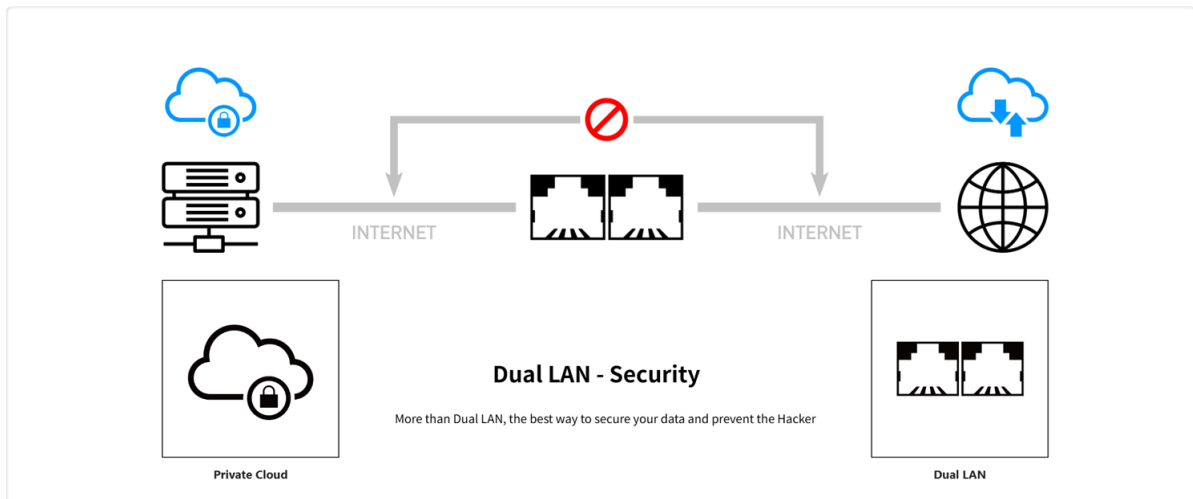 INTERNET
INTERNET
Dual LAN - Security
More than Dual LAN, the best way to secure your data and prevent the Hacker
Private Cloud
Dual LAN